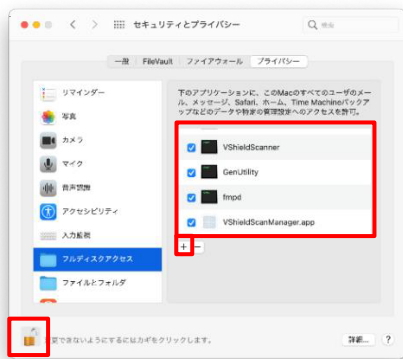 セキュリティとプライバシー
検索
一般 FileVault ファイアウォール プライバシー
リマインダー
写真
カメラ
マイク
音声認識
アクセシビリティ
入力監視
フルディスクアクセス
ファイルとフォルダ
下のアプリケーションに、このMacのすべてのユーザのメー
ル、メッセージ、Safari、ホーム、Time Machineバックア
ップなどのデータや特定の管理設定へのアクセスを許可。
VShieldScanner
GenUtility
fmpd
VShieldScanManager.app
+ −
変更できないようにするにはカギをクリックします。
詳細... ?